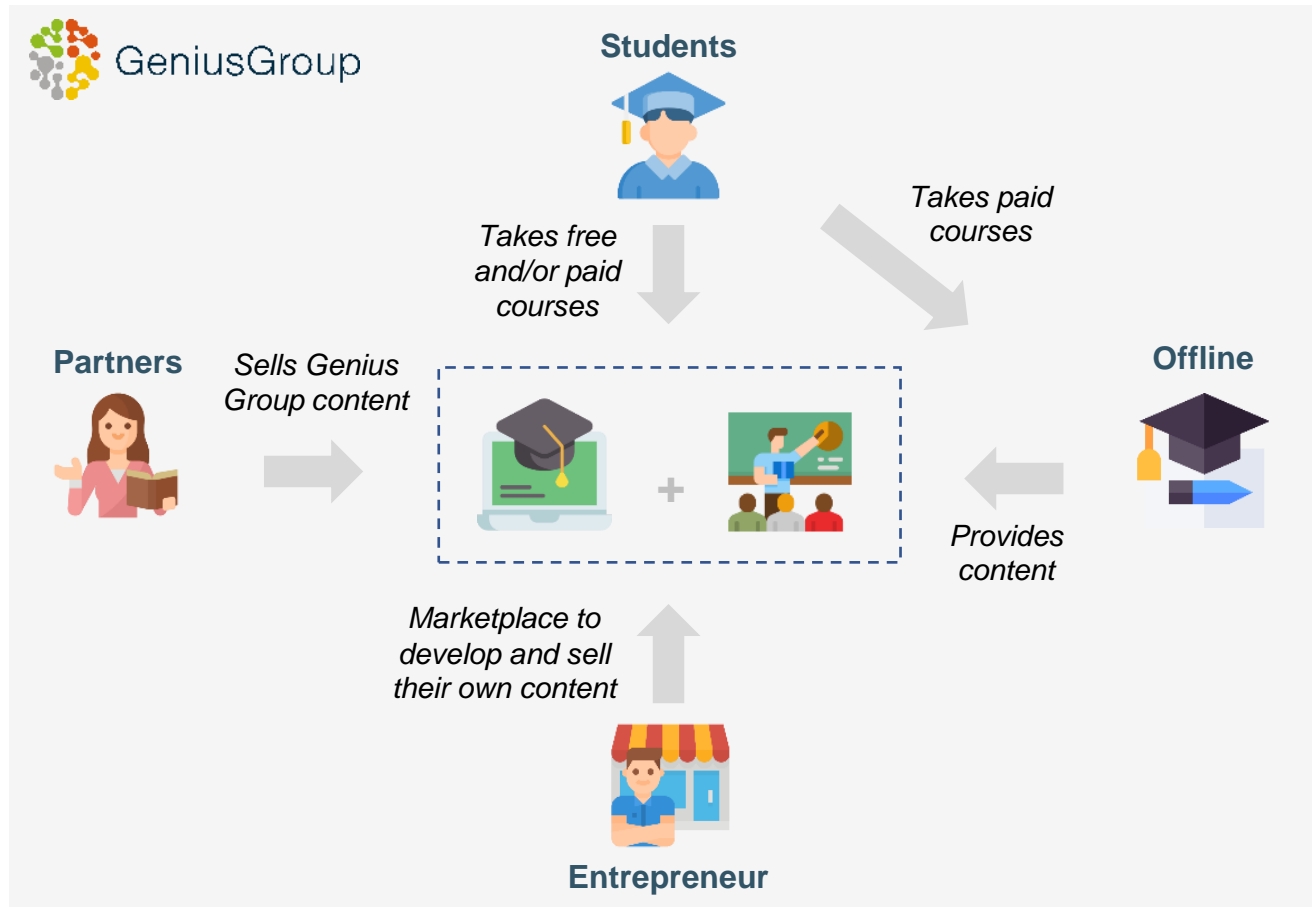 GeniusGroup
Students
Takes free
and/or paid
courses
Takes paid
courses
Partners
Sells Genius
Group content
Offline
+
Provides
content
Marketplace to
develop and sell
their own content
Entrepreneur